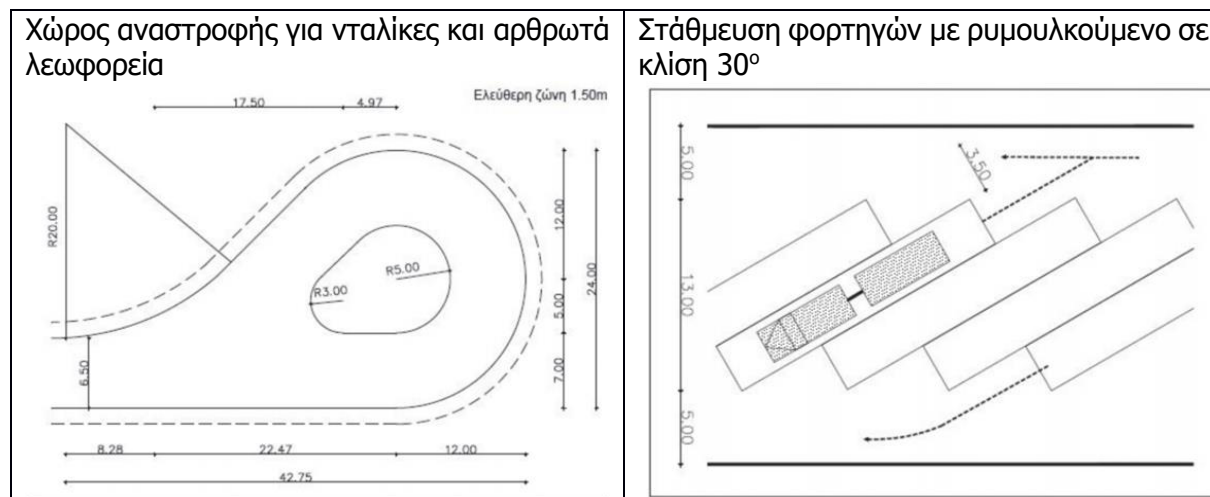 Χώρος αναστροφής για νταλίκες και αρθρωτά
λεωφορεία
17.50
4.97
Ελεύθερη ζώνη 1.50m
R20.00
12.00
24.00
R5.00
R3.00
5.00
6.50
7.00
8.28
22.47
12.00
42.75
Στάθμευση φορτηγών με ρυμουλκούμενο σε
κλίση 30º
5.00
3.50
13.00
5.00